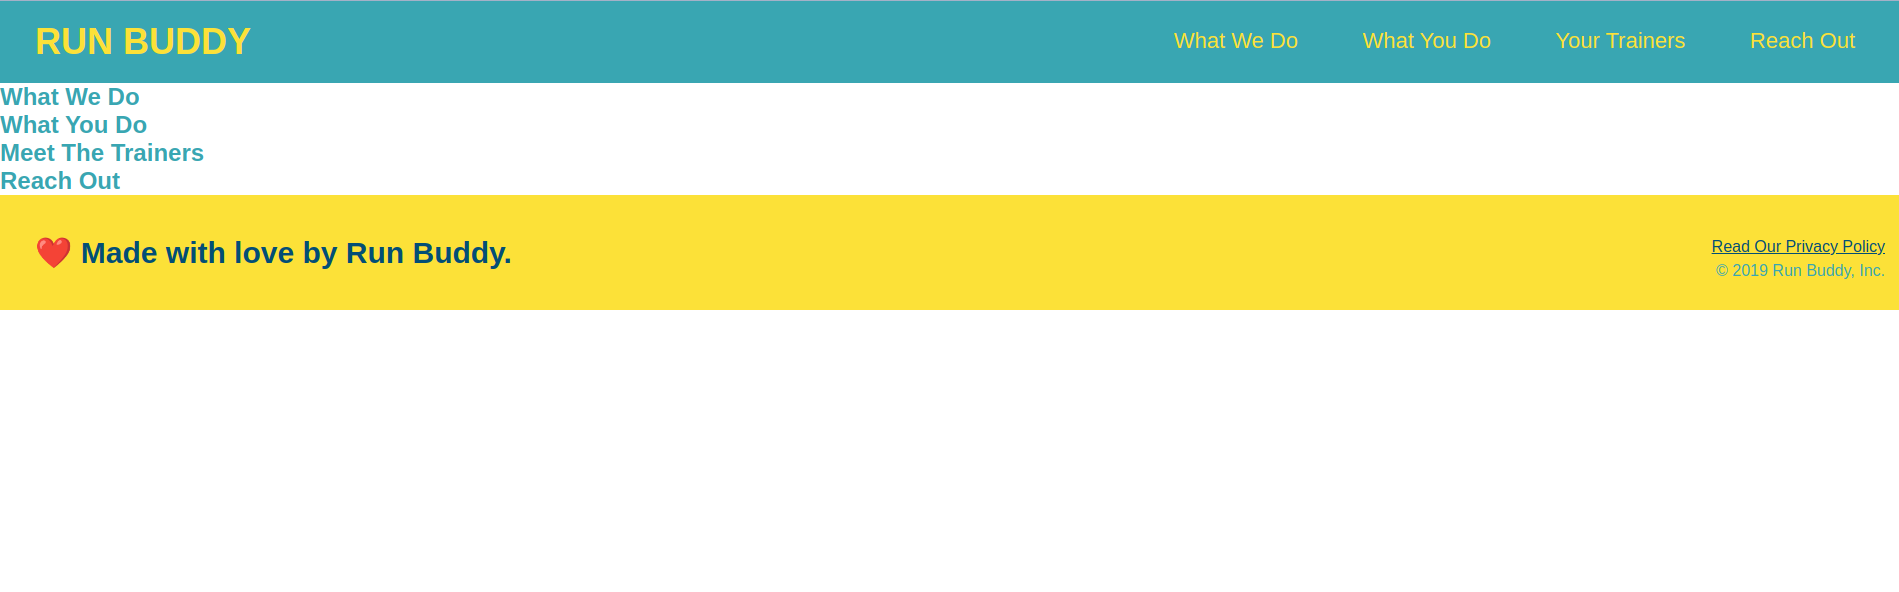 RUN BUDDY What We Do What You Do Your Trainers Reach Out
What We Do
What You Do
Meet The Trainers
Reach Out
❤️ Made with love by Run Buddy.
Read Our Privacy Policy
© 2019 Run Buddy, Inc.